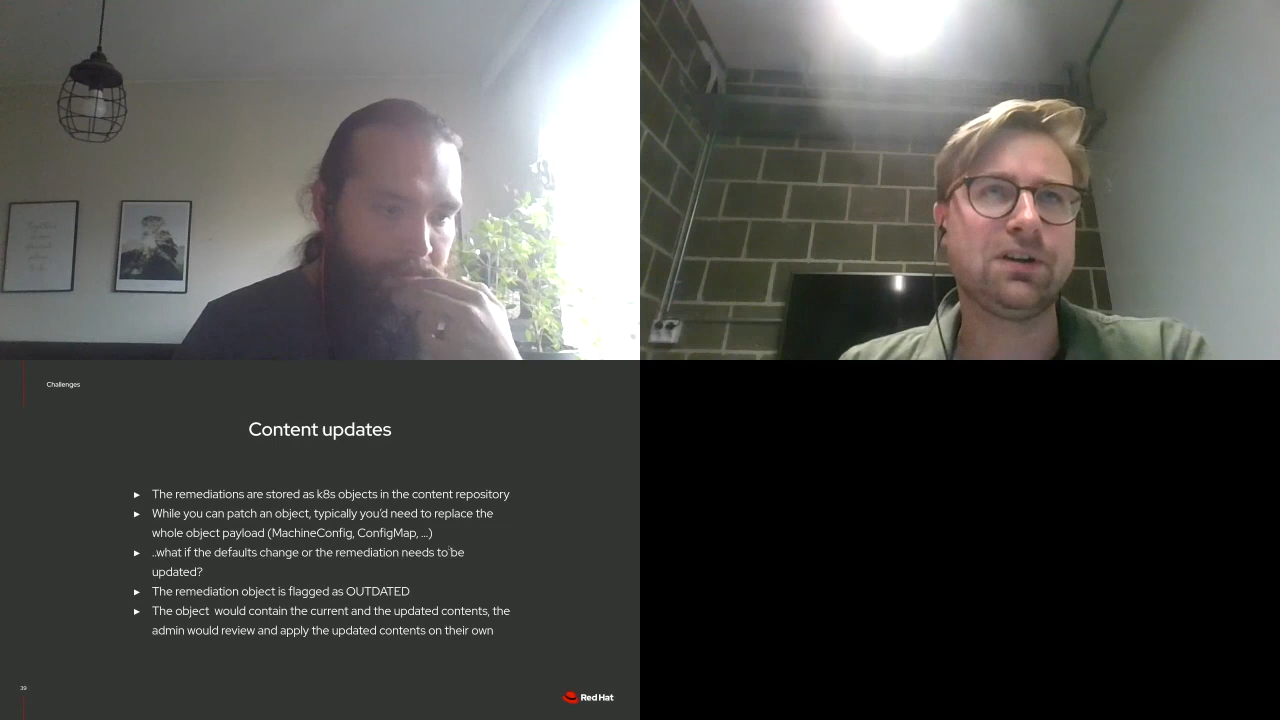 Challenges
Content updates
► The remediations are stored as k8s objects in the content repository
► While you can patch an object, typically you'd need to replace the
whole object payload (MachineConfig, ConfigMap, ...)
► ..what if the defaults change or the remediation needs to be
updated?
► The remediation object is flagged as OUTDATED
► The object would contain the current and the updated contents, the
admin would review and apply the updated contents on their own
39
Red Hat